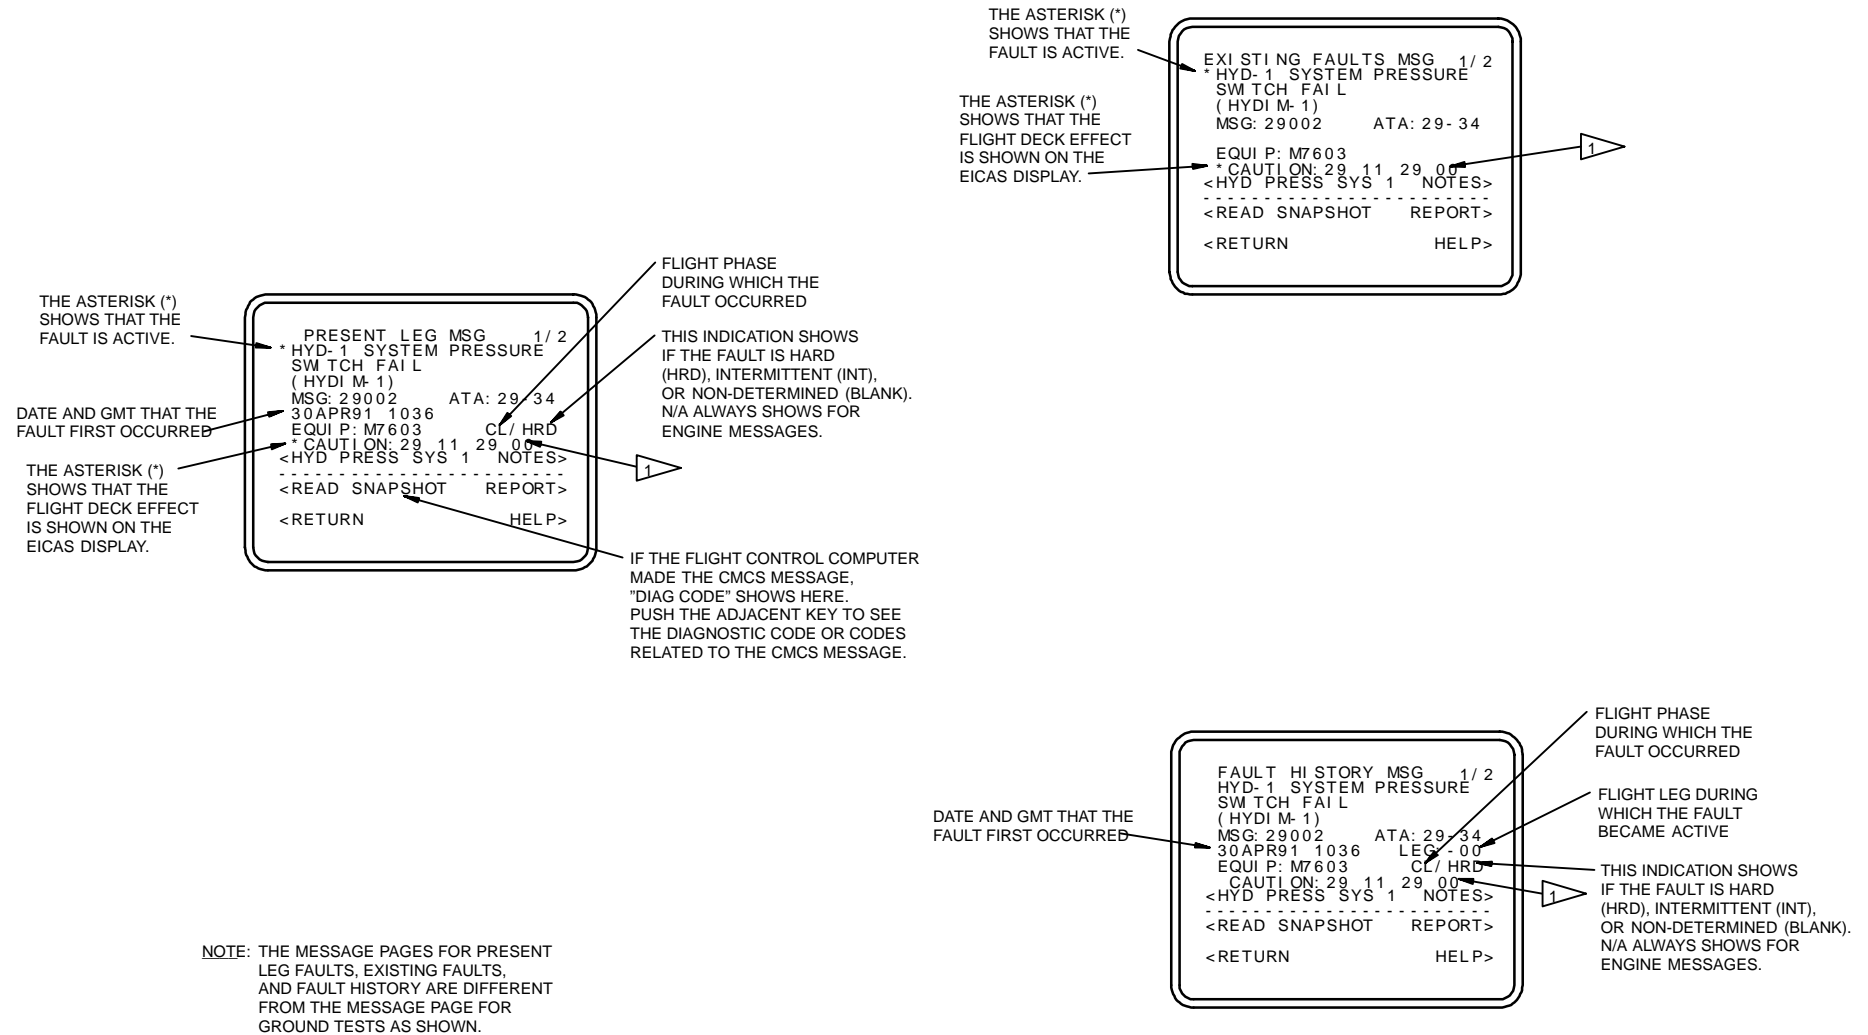 THE ASTERISK (*)
SHOWS THAT THE
FAULT IS ACTIVE.
THE ASTERISK (*)
SHOWS THAT THE
FLIGHT DECK EFFECT
IS SHOWN ON THE
EICAS DISPLAY.
EXISTING FAULTS MSG 1/2
* HYD-1 SYSTEM PRESSURE
SWITCH FAIL
(HYDIM-1)
MSG: 29002 ATA: 29-34
EQUIP: M7603
* CAUTION: 29 11 29 00
<HYD PRESS SYS 1 NOTES>
- - - - - - - - - - - - - - - - - - - - - - - -
<READ SNAPSHOT REPORT>
<RETURN HELP>
1
THE ASTERISK (*)
SHOWS THAT THE
FAULT IS ACTIVE.
DATE AND GMT THAT THE
FAULT FIRST OCCURRED
THE ASTERISK (*)
SHOWS THAT THE
FLIGHT DECK EFFECT
IS SHOWN ON THE
EICAS DISPLAY.
PRESENT LEG MSG 1/2
* HYD-1 SYSTEM PRESSURE
SWITCH FAIL
(HYDIM-1)
MSG: 29002 ATA: 29-34
30APR91 1036
EQUIP: M7603 CL/HRD
* CAUTION: 29 11 29 00
<HYD PRESS SYS 1 NOTES>
- - - - - - - - - - - - - - - - - - - - - - - -
<READ SNAPSHOT REPORT>
<RETURN HELP>
FLIGHT PHASE
DURING WHICH THE
FAULT OCCURRED
THIS INDICATION SHOWS
IF THE FAULT IS HARD
(HRD), INTERMITTENT (INT),
OR NON-DETERMINED (BLANK).
N/A ALWAYS SHOWS FOR
ENGINE MESSAGES.
1
IF THE FLIGHT CONTROL COMPUTER
MADE THE CMCS MESSAGE,
"DIAG CODE" SHOWS HERE.
PUSH THE ADJACENT KEY TO SEE
THE DIAGNOSTIC CODE OR CODES
RELATED TO THE CMCS MESSAGE.
DATE AND GMT THAT THE
FAULT FIRST OCCURRED
FAULT HISTORY MSG 1/2
HYD-1 SYSTEM PRESSURE
SWITCH FAIL
(HYDIM-1)
MSG: 29002 ATA: 29-34
30APR91 1036 LEG: -00
EQUIP: M7603 CL/HRD
CAUTION: 29 11 29 00
<HYD PRESS SYS 1 NOTES>
- - - - - - - - - - - - - - - - - - - - - - - -
<READ SNAPSHOT REPORT>
<RETURN HELP>
FLIGHT PHASE
DURING WHICH THE
FAULT OCCURRED
FLIGHT LEG DURING
WHICH THE FAULT
BECAME ACTIVE
THIS INDICATION SHOWS
IF THE FAULT IS HARD
(HRD), INTERMITTENT (INT),
OR NON-DETERMINED (BLANK).
N/A ALWAYS SHOWS FOR
ENGINE MESSAGES.
1
NOTE: THE MESSAGE PAGES FOR PRESENT
LEG FAULTS, EXISTING FAULTS,
AND FAULT HISTORY ARE DIFFERENT
FROM THE MESSAGE PAGE FOR
GROUND TESTS AS SHOWN.